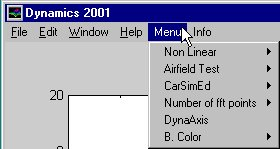 Dynamics 2001
File Edit Window Help Menu Info
Non Linear
Airfield Test
CarSimEd
Number of fft points
DynaAxis
B. Color
20
15